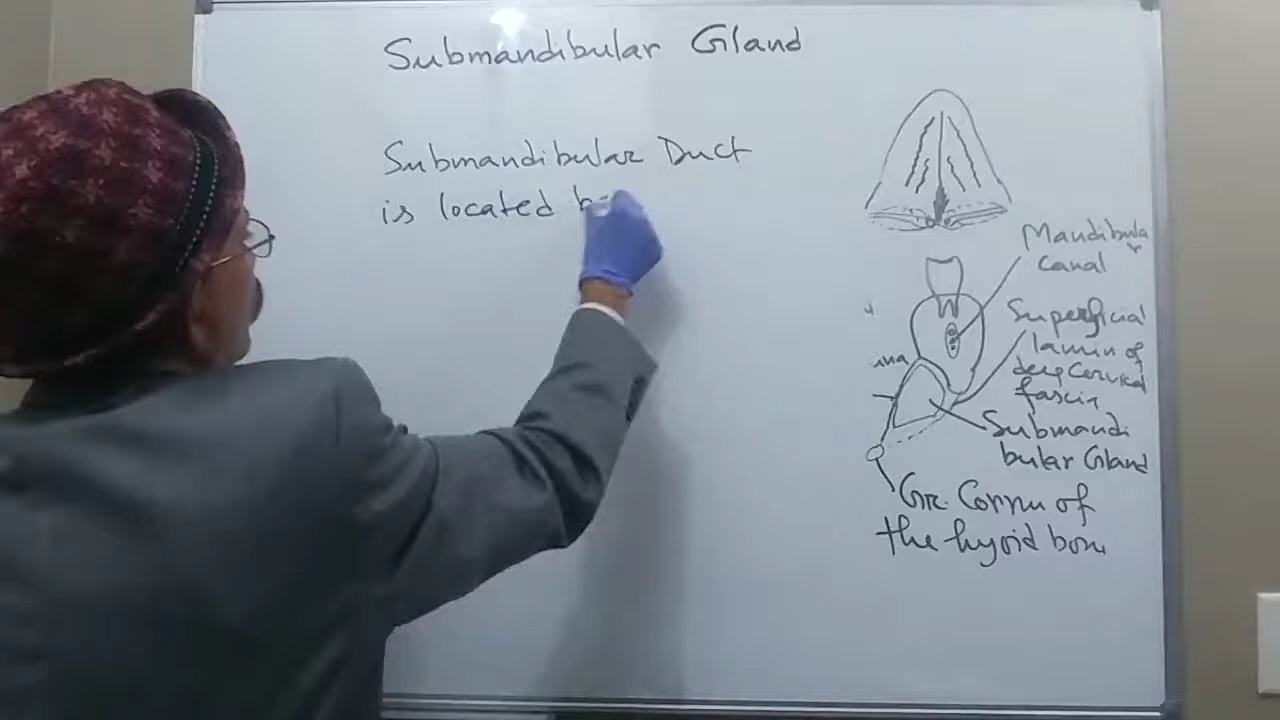 Submandibular Gland
Submandibular Duct
is located
Mandibular
canal
Superficial
lamin of
deep Cervical
fascia
Submandi
bular Gland
Gr. Cornu of
the hyoid bone